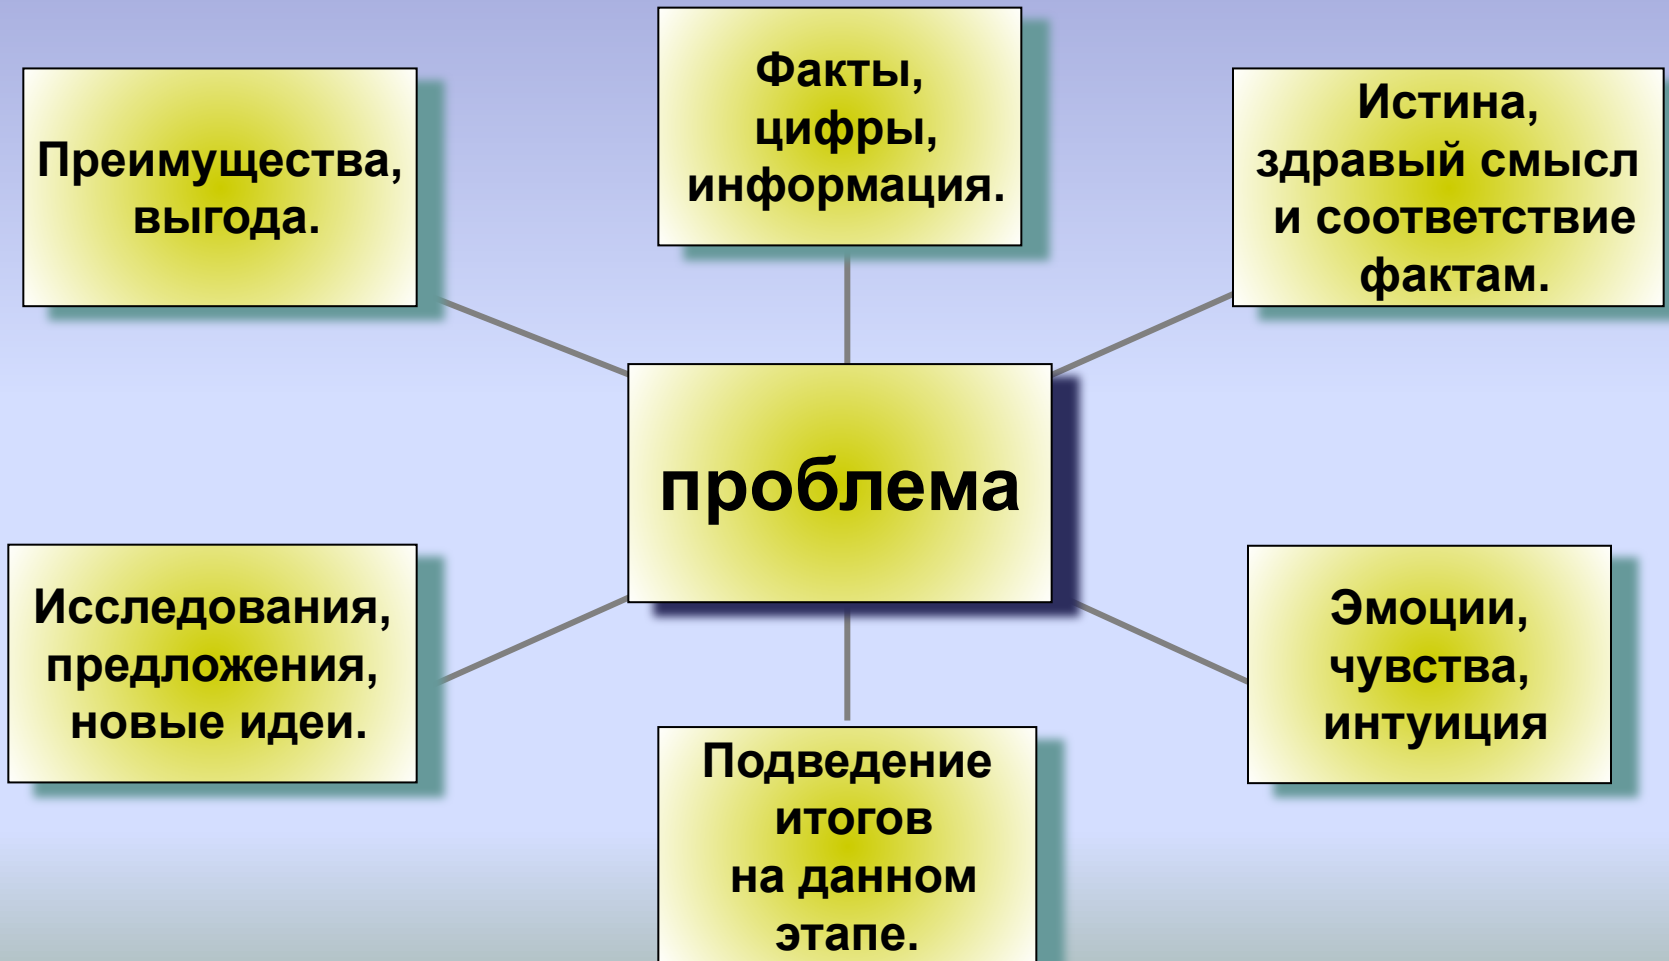 Преимущества,
выгода.
Факты,
цифры,
информация.
Истина,
здравый смысл
и соответствие
фактам.
проблема
Исследования,
предложения,
новые идеи.
Подведение
итогов
на данном
этапе.
Эмоции,
чувства,
интуиция